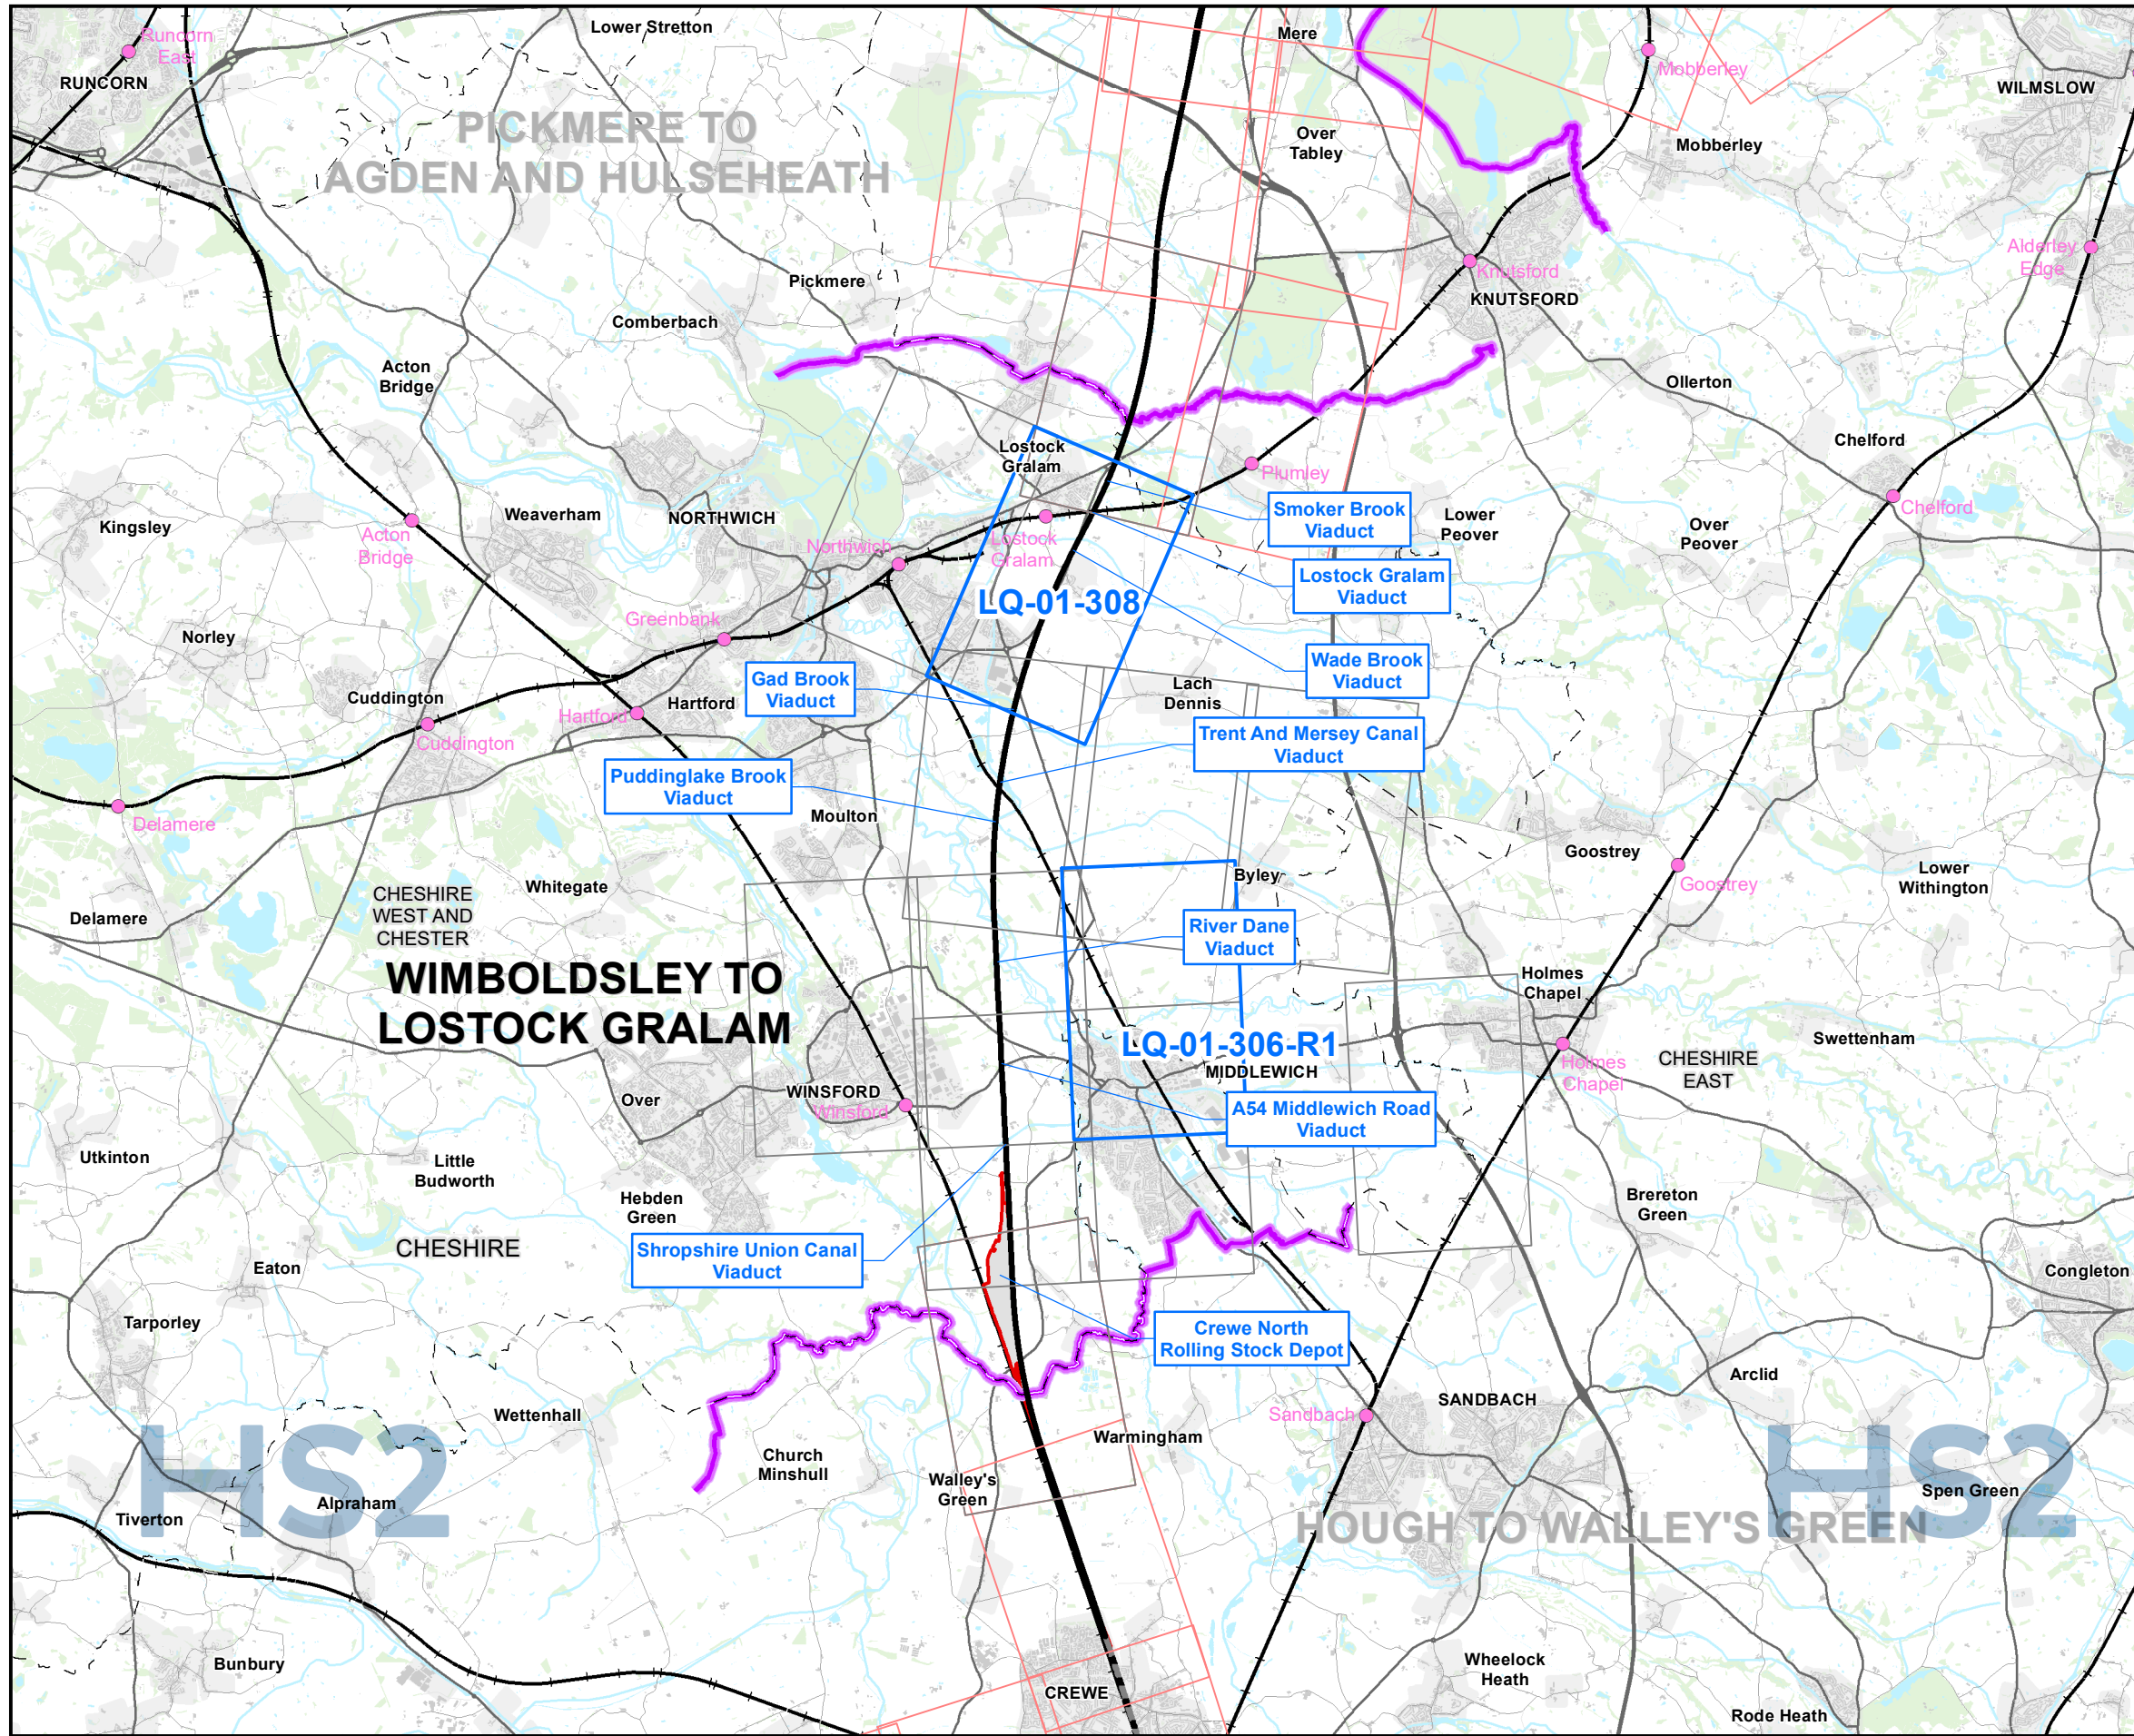 Runcorn
East
RUNCORN
Lower Stretton
Mere
Mobberley
WILMSLOW
PICKMERE TO
AGDEN AND HULSEHEATH
Over
Tabley
Mobberley
Alderley
Edge
Pickmere
Knutsford
KNUTSFORD
Comberbach
Acton
Bridge
Ollerton
Lostock
Gralam
Chelford
Plumley
Kingsley
Weaverham
NORTHWICH
Smoker Brook
Viaduct
Lower
Peover
Chelford
Over
Peover
Acton
Bridge
Northwich
Lostock
Gralam
Lostock Gralam
Viaduct
LQ-01-308
Norley
Greenbank
Gad Brook
Viaduct
Wade Brook
Viaduct
Cuddington
Hartford
Hartford
Lach
Dennis
Cuddington
Trent And Mersey Canal
Viaduct
Puddinglake Brook
Viaduct
Delamere
Moulton
Goostrey
Goostrey
Lower
Withington
Byley
Whitegate
CHESHIRE
WEST AND
CHESTER
Delamere
River Dane
Viaduct
WIMBOLDSLEY TO
LOSTOCK GRALAM
Holmes
Chapel
LQ-01-306-R1
MIDDLEWICH
Swettenham
Holmes
Chapel
CHESHIRE
EAST
WINSFORD
Winsford
Over
A54 Middlewich Road
Viaduct
Utkinton
Little
Budworth
Hebden
Green
Brereton
Green
Shropshire Union Canal
Viaduct
CHESHIRE
Eaton
Congleton
Tarporley
Crewe North
Rolling Stock Depot
Arclid
Wettenhall
Sandbach
SANDBACH
Church
Minshull
Warmingham
Walley's
Green
HS2
HS2
Alpraham
Tiverton
Spen Green
HOUGH TO WALLEY'S GREEN
Bunbury
Wheelock
Heath
CREWE
Rode Heath